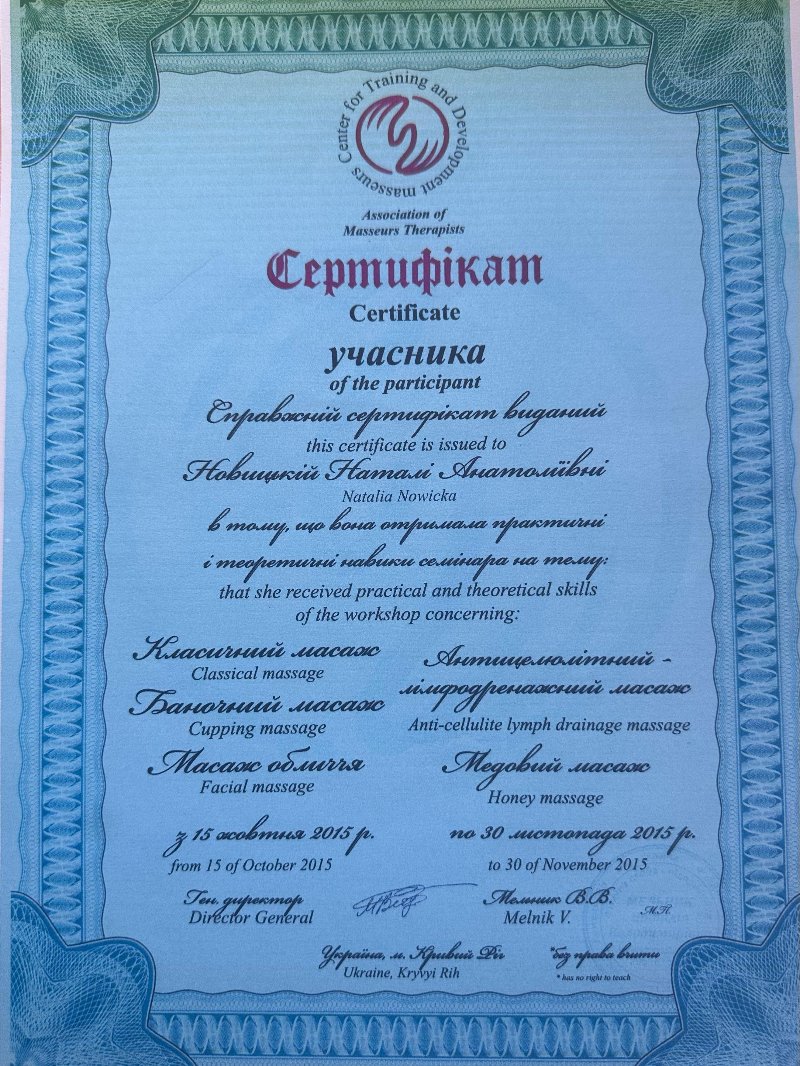 Center for Training and Development masseurs
Association of
Masseurs Therapists
Сертифікат
Certificate
учасника
of the participant
Справжній сертифікат виданий
this certificate is issued to
Новицкій Наталі Анатоліївні
Natalia Nowicka
в тому, що вона отримала практичні
і теоретичні навики семінара на тему:
that she received practical and theoretical skills
of the workshop concerning:
Класичний масаж
Classical massage
Баночний масаж
Cupping massage
Масаж обличчя
Facial massage
Антицелюлітний -
лімфодренажний масаж
Anti-cellulite lymph drainage massage
Медовий масаж
Honey massage
з 15 жовтня 2015 р. по 30 листопада 2015 р.
from 15 of October 2015 to 30 of November 2015
Ген. директор Мельник В.В.
Director General Melnik V. М.П.
Україна, м. Кривий Ріг *без права вчити
Ukraine, Kryvyi Rih * has no right to teach